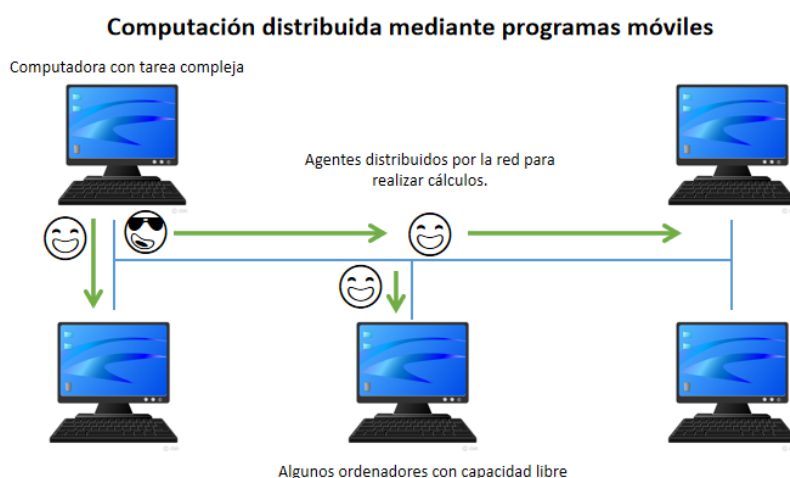 Computación distribuida mediante programas móviles
Computadora con tarea compleja
Agentes distribuidos por la red para
realizar cálculos.
Algunos ordenadores con capacidad libre